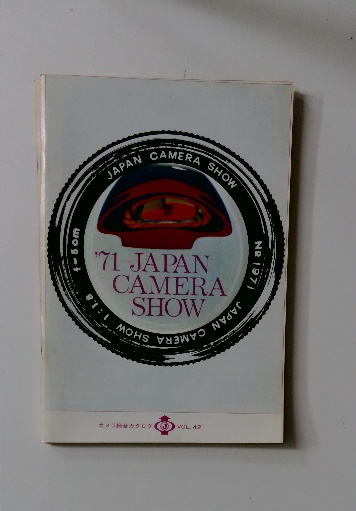 JAPAN CAMERA SHOW
No 1971
JAPAN CAMERA SHOW 1:1.8
f=50m
'71 JAPAN
CAMERA
SHOW
カメラ総合カタログ VOL. 42